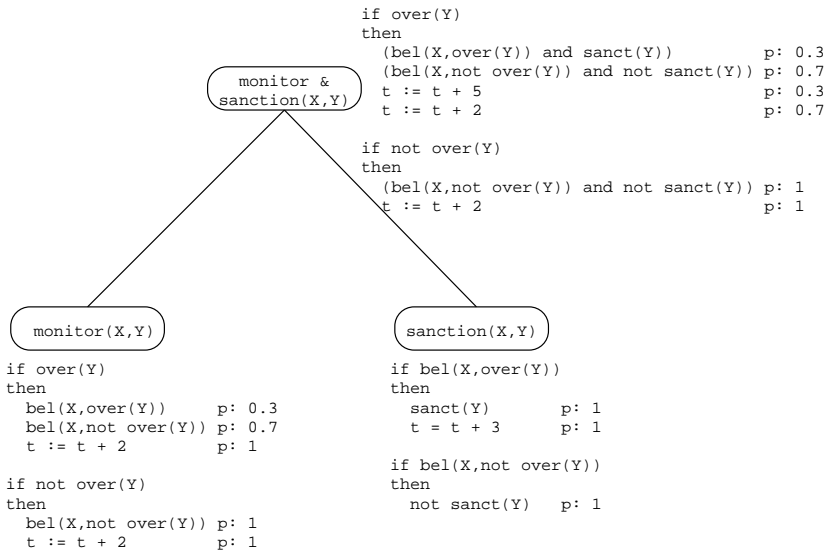 if over(Y)
then
(bel(X,over(Y)) and sanct(Y)) p: 0.3
(bel(X,not over(Y)) and not sanct(Y)) p: 0.7
t := t + 5 p: 0.3
t := t + 2 p: 0.7
if not over(Y)
then
(bel(X,not over(Y)) and not sanct(Y)) p: 1
t := t + 2 p: 1
monitor &
sanction(X,Y)
monitor(X,Y)
if over(Y)
then
bel(X,over(Y)) p: 0.3
bel(X,not over(Y)) p: 0.7
t := t + 2 p: 1
if not over(Y)
then
bel(X,not over(Y)) p: 1
t := t + 2 p: 1
sanction(X,Y)
if bel(X,over(Y))
then
sanct(Y) p: 1
t = t + 3 p: 1
if bel(X,not over(Y))
then
not sanct(Y) p: 1